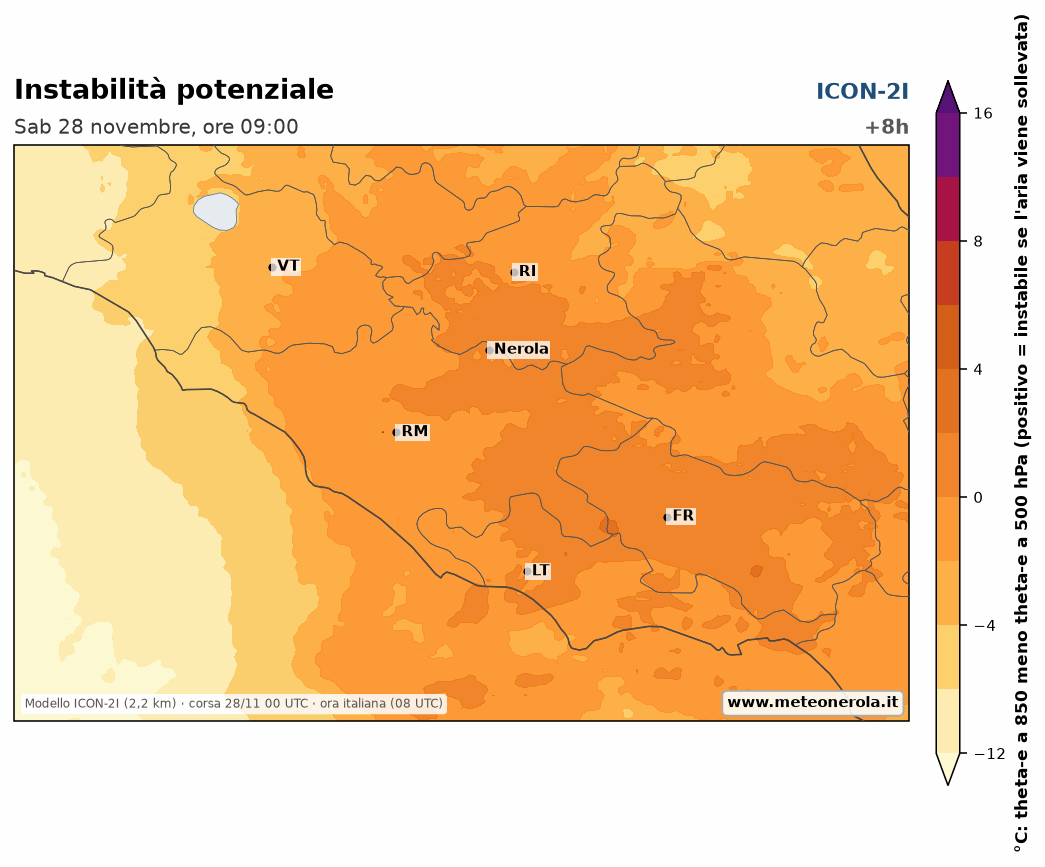 Instabilità potenziale
ICON-2I
Sab 28 novembre, ore 09:00
+8h
VT
RI
Nerola
RM
FR
LT
Modello ICON-2I (2,2 km) · corsa 28/11 00 UTC · ora italiana (08 UTC)
www.meteonerola.it
16
8
4
0
−4
−12
°C: theta-e a 850 meno theta-e a 500 hPa (positivo = instabile se l'aria viene sollevata)